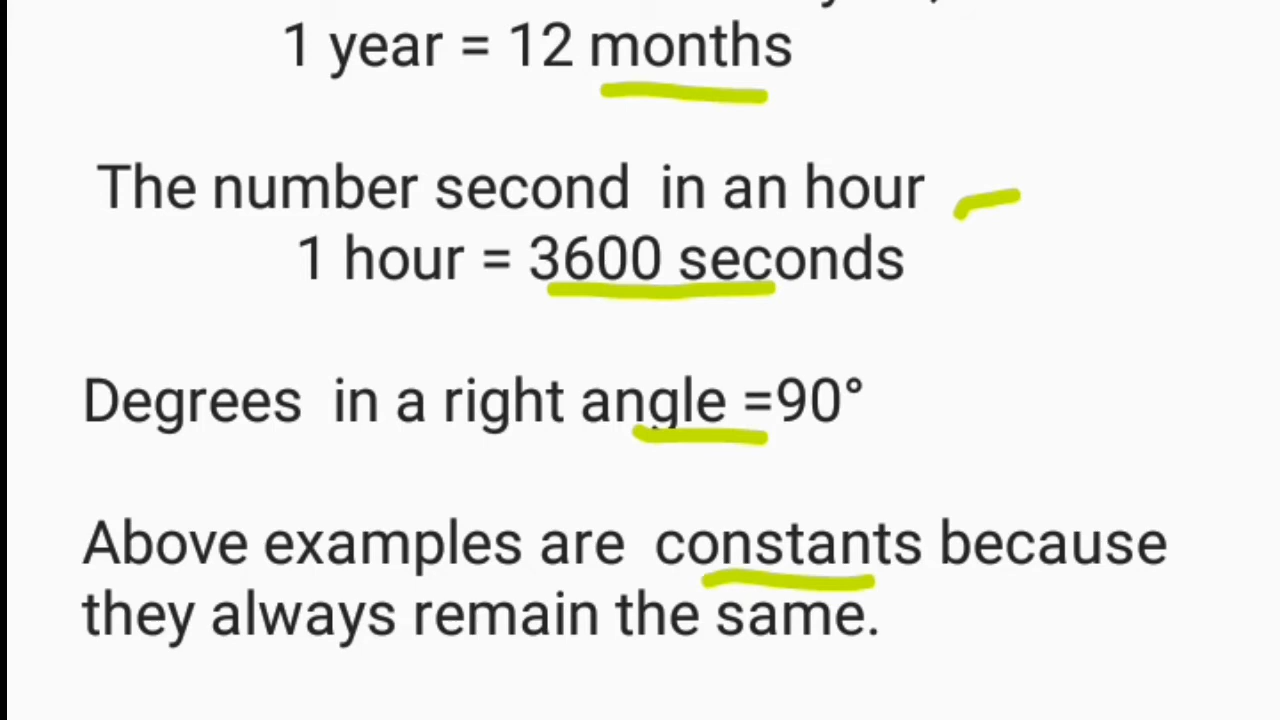 1 year = 12 months
The number second in an hour
1 hour = 3600 seconds
Degrees in a right angle =90°
Above examples are constants because
they always remain the same.